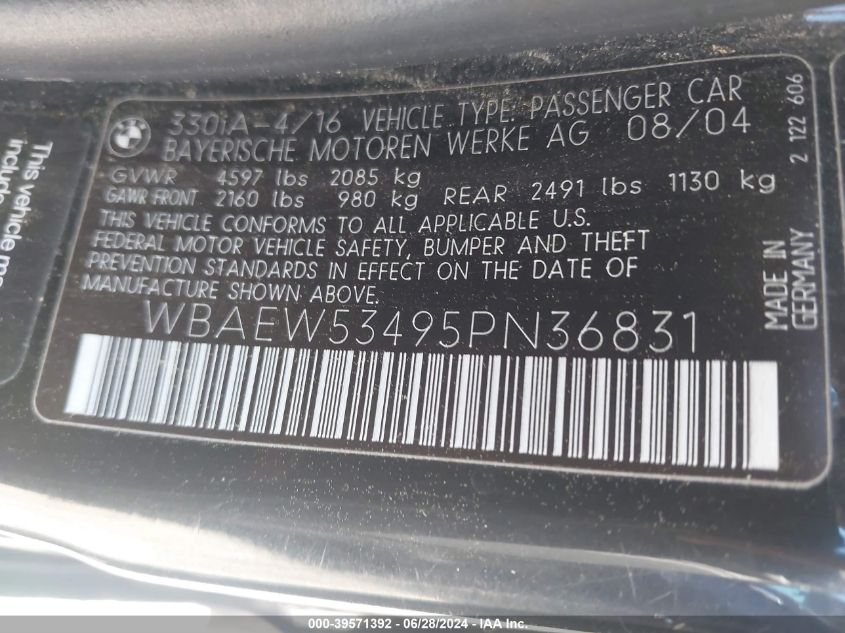 BMW
330iA-4/16 VEHICLE TYPE: PASSENGER CAR
BAYERISCHE MOTOREN WERKE AG 08/04
GVWR 4597 lbs 2085 kg
GAWR FRONT 2160 lbs 980 kg REAR 2491 lbs 1130 kg
THIS VEHICLE CONFORMS TO ALL APPLICABLE U.S.
FEDERAL MOTOR VEHICLE SAFETY, BUMPER AND THEFT
PREVENTION STANDARDS IN EFFECT ON THE DATE OF
MANUFACTURE SHOWN ABOVE.
WBAEW53495PN36831
2 122 606
MADE IN
GERMANY
This vehicle
include
000-39571392 - 06/28/2024 - IAA, Inc.